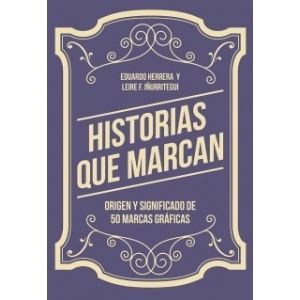 EDUARDO HERRERA Y
LEIRE F. IÑURRITEGUI
HISTORIAS
QUE MARCAN
ORIGEN Y SIGNIFICADO DE
50 MARCAS GRÁFICAS